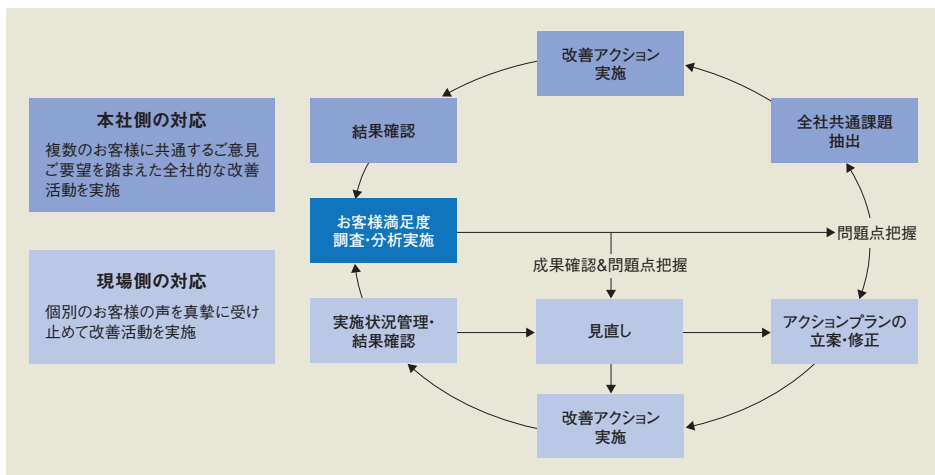 改善アクション
実施
本社側の対応
複数のお客様に共通するご意見
ご要望を踏まえた全社的な改善
活動を実施
結果確認
全社共通課題
抽出
お客様満足度
調査・分析実施
問題点把握
成果確認&問題点把握
現場側の対応
個別のお客様の声を真摯に受け
止めて改善活動を実施
実施状況管理・
結果確認
見直し
アクションプランの
立案・修正
改善アクション
実施